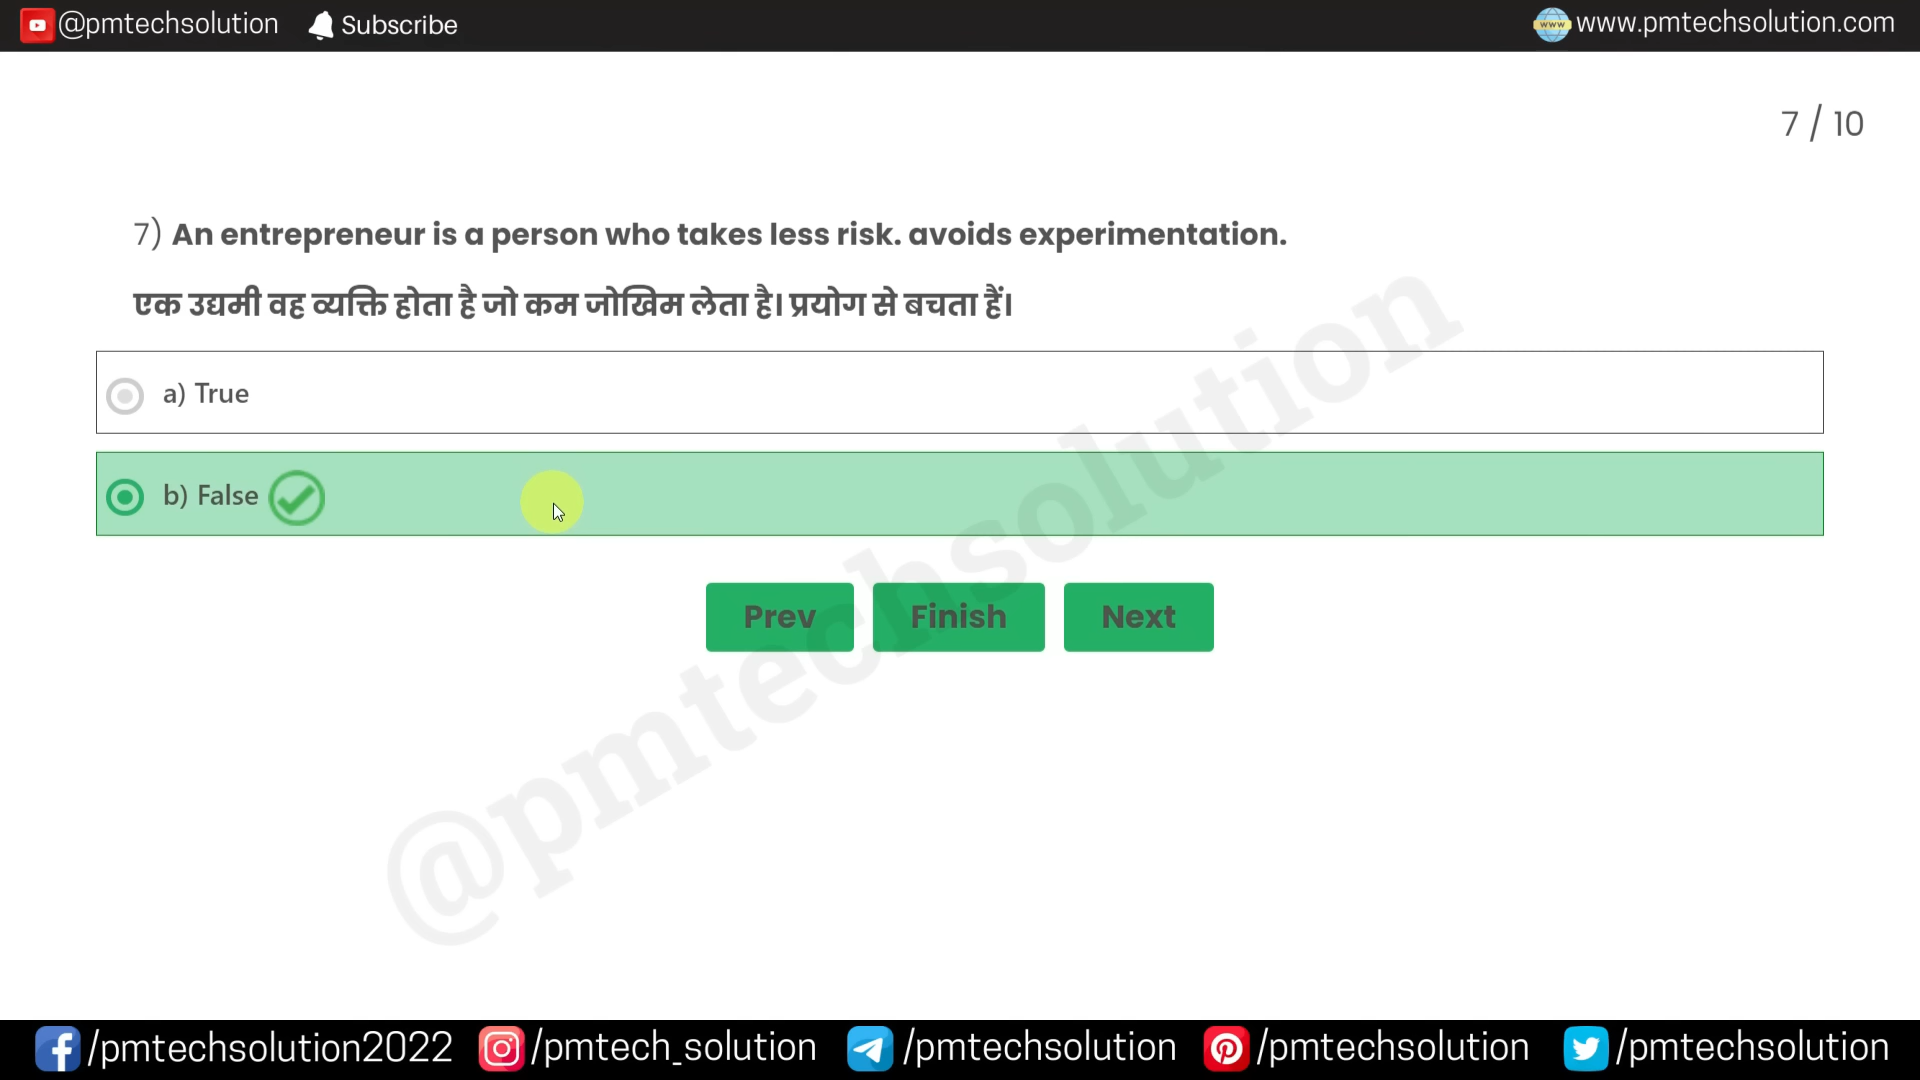 @pmtechsolution Subscribe www.pmtechsolution.com
7 / 10
7) An entrepreneur is a person who takes less risk. avoids experimentation.
एक उद्यमी वह व्यक्ति होता है जो कम जोखिम लेता है। प्रयोग से बचता हैं।
a) True
b) False
Prev Finish Next
@pmtechsolution
/pmtechsolution2022 /pmtech_solution /pmtechsolution /pmtechsolution /pmtechsolution